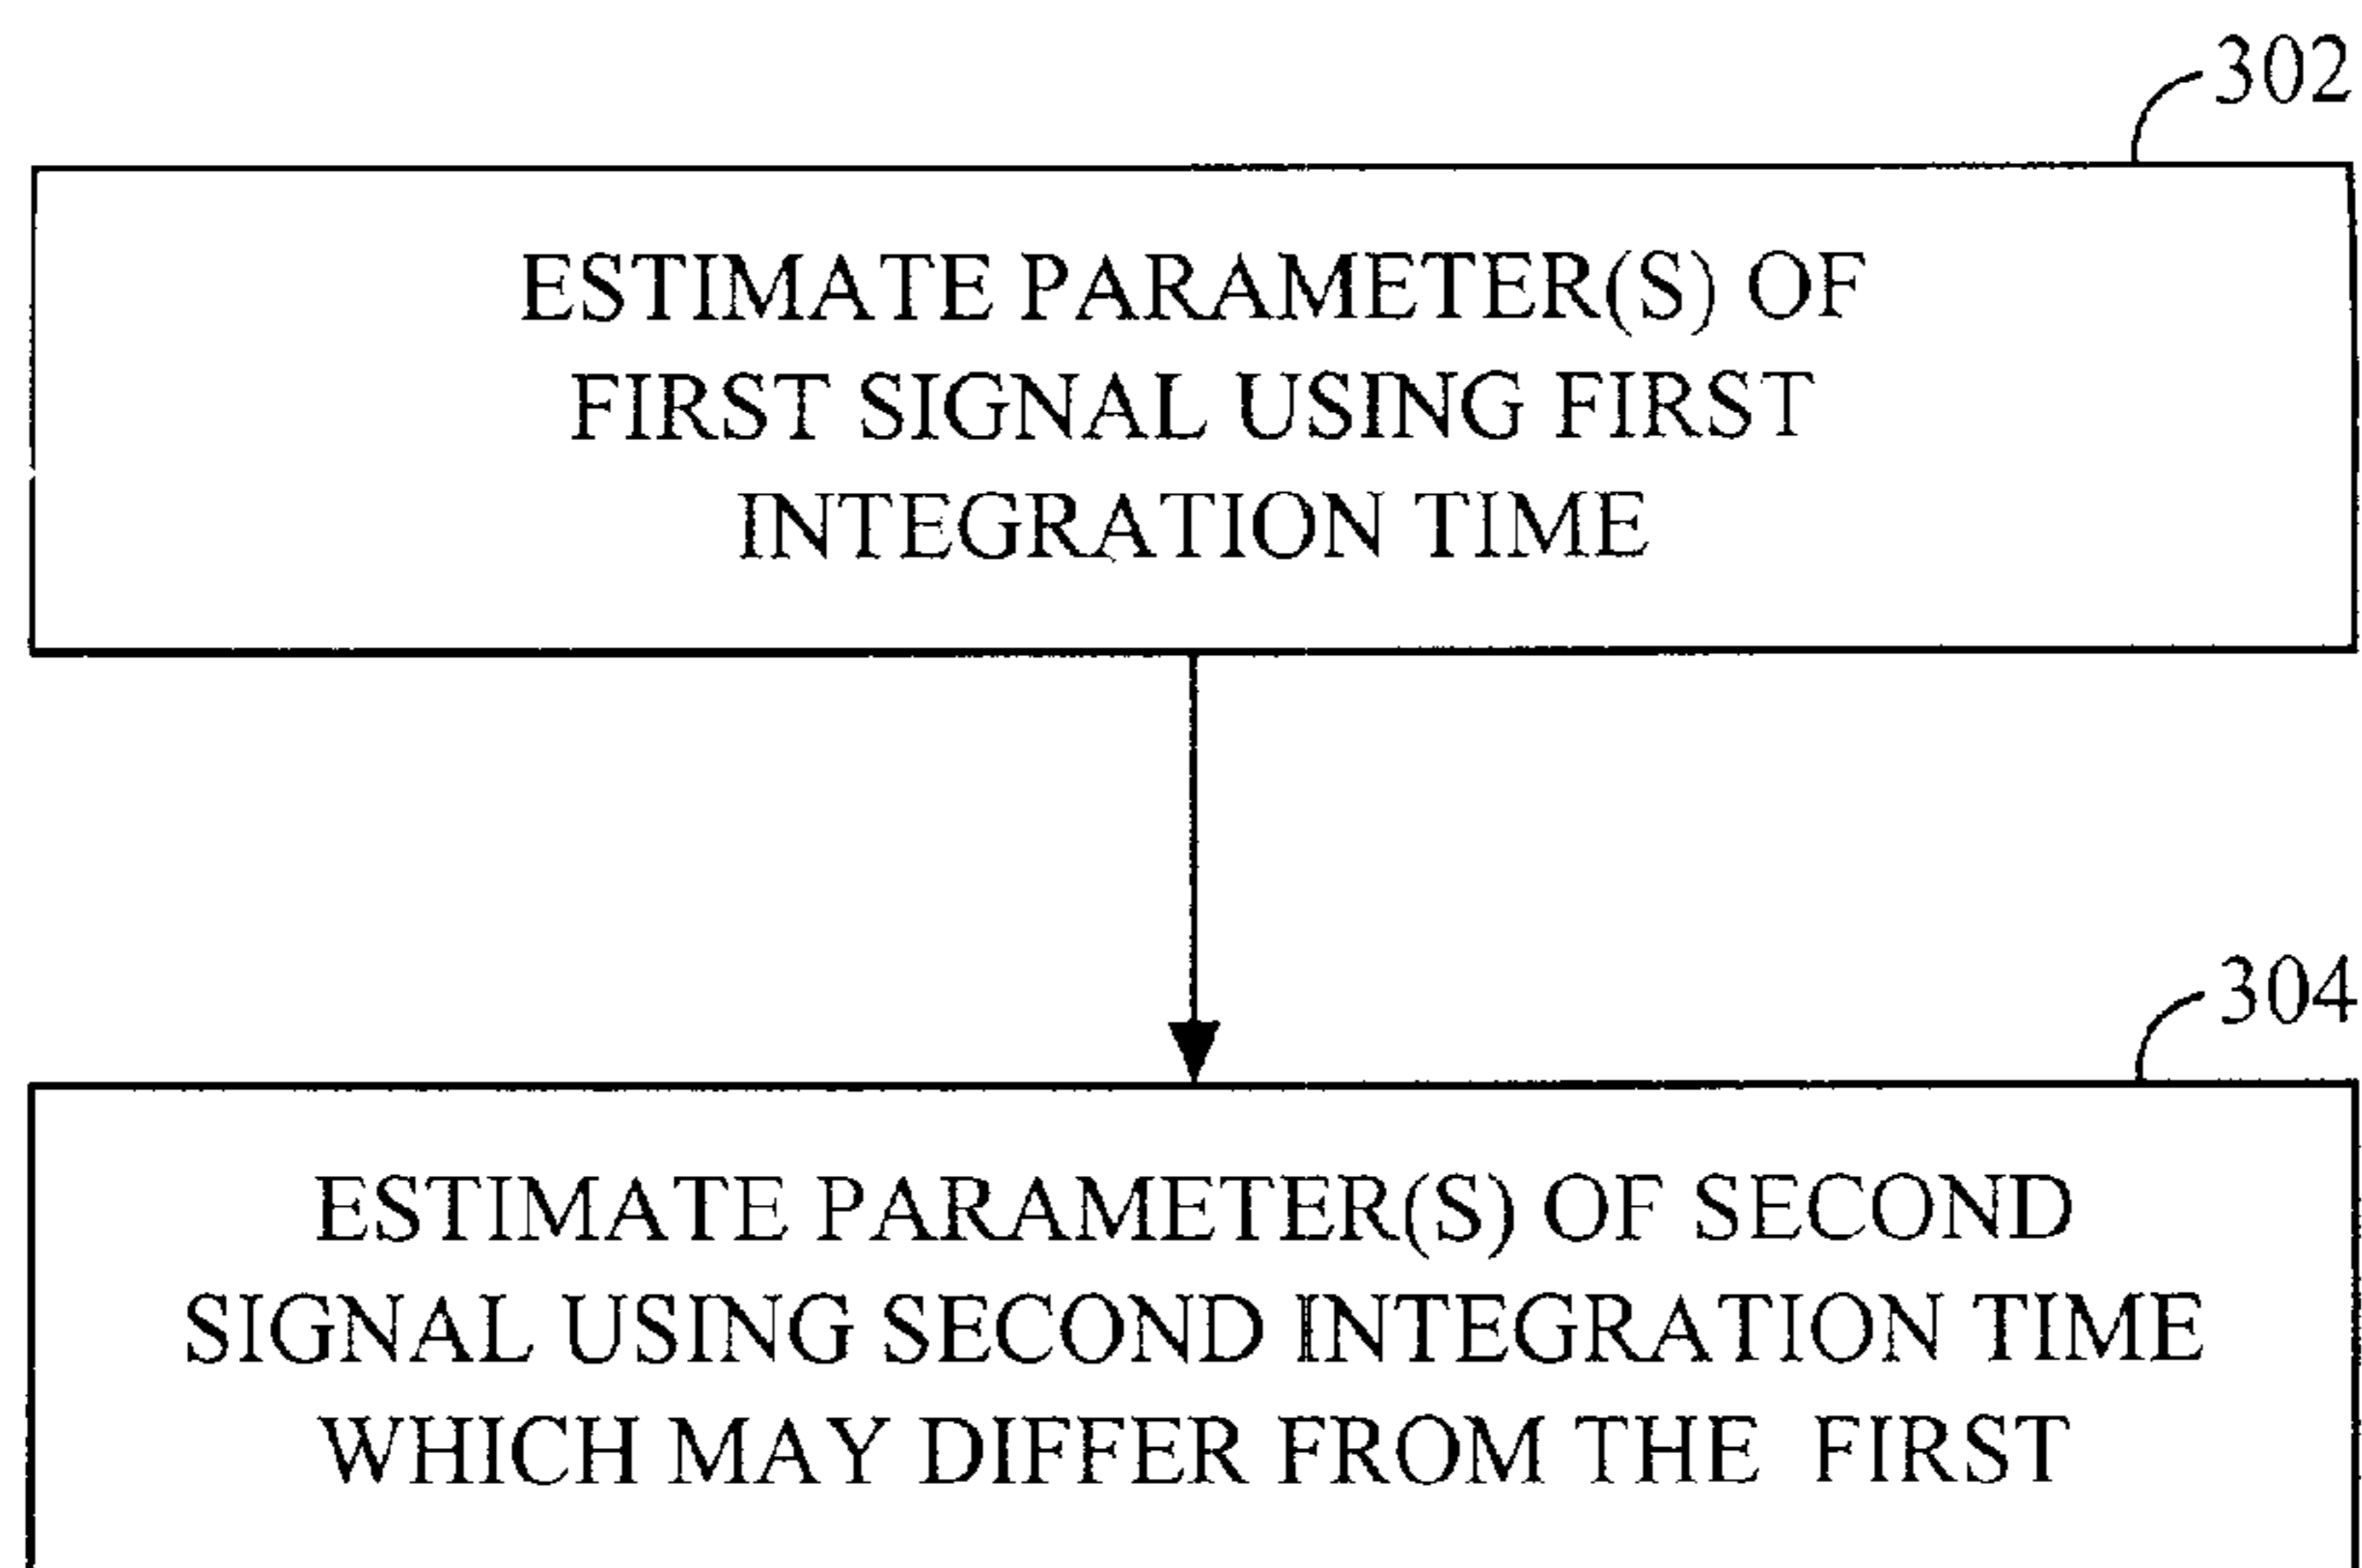 302
ESTIMATE PARAMETER(S) OF
FIRST SIGNAL USING FIRST
INTEGRATION TIME
304
ESTIMATE PARAMETER(S) OF SECOND
SIGNAL USING SECOND INTEGRATION TIME
WHICH MAY DIFFER FROM THE FIRST